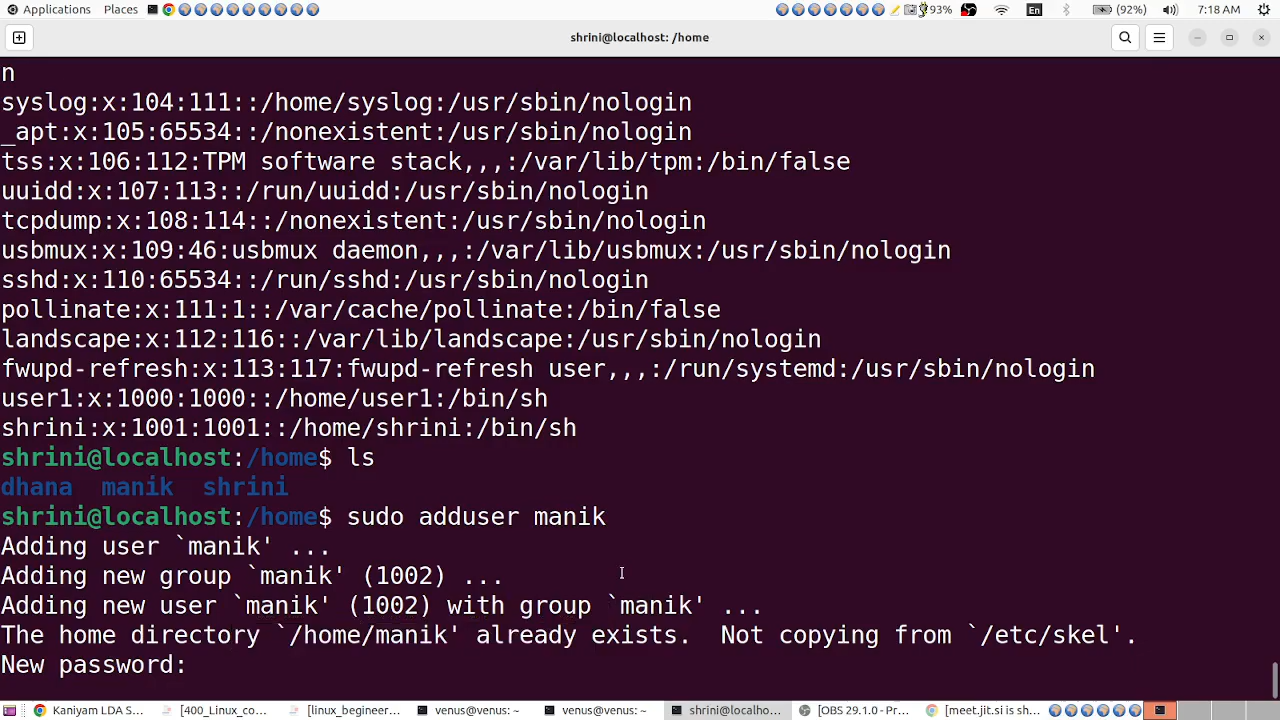 Applications Places 93% En (92%) 7:18 AM
shrini@localhost: /home
n
syslog:x:104:111::/home/syslog:/usr/sbin/nologin
_apt:x:105:65534::/nonexistent:/usr/sbin/nologin
tss:x:106:112:TPM software stack,,,:/var/lib/tpm:/bin/false
uuidd:x:107:113::/run/uuidd:/usr/sbin/nologin
tcpdump:x:108:114::/nonexistent:/usr/sbin/nologin
usbmux:x:109:46:usbmux daemon,,,:/var/lib/usbmux:/usr/sbin/nologin
sshd:x:110:65534::/run/sshd:/usr/sbin/nologin
pollinate:x:111:1::/var/cache/pollinate:/bin/false
landscape:x:112:116::/var/lib/landscape:/usr/sbin/nologin
fwupd-refresh:x:113:117:fwupd-refresh user,,,:/run/systemd:/usr/sbin/nologin
user1:x:1000:1000::/home/user1:/bin/sh
shrini:x:1001:1001::/home/shrini:/bin/sh
shrini@localhost:/home$ ls
dhana manik shrini
shrini@localhost:/home$ sudo adduser manik
Adding user `manik' ...
Adding new group `manik' (1002) ...
Adding new user `manik' (1002) with group `manik' ...
The home directory `/home/manik' already exists. Not copying from `/etc/skel'.
New password:
Kaniyam LDA S... [400_Linux_co... [linux_begineer... venus@venus: ~ venus@venus: ~ shrini@localho... [OBS 29.1.0 - Pr... [meet.jit.si is sh...